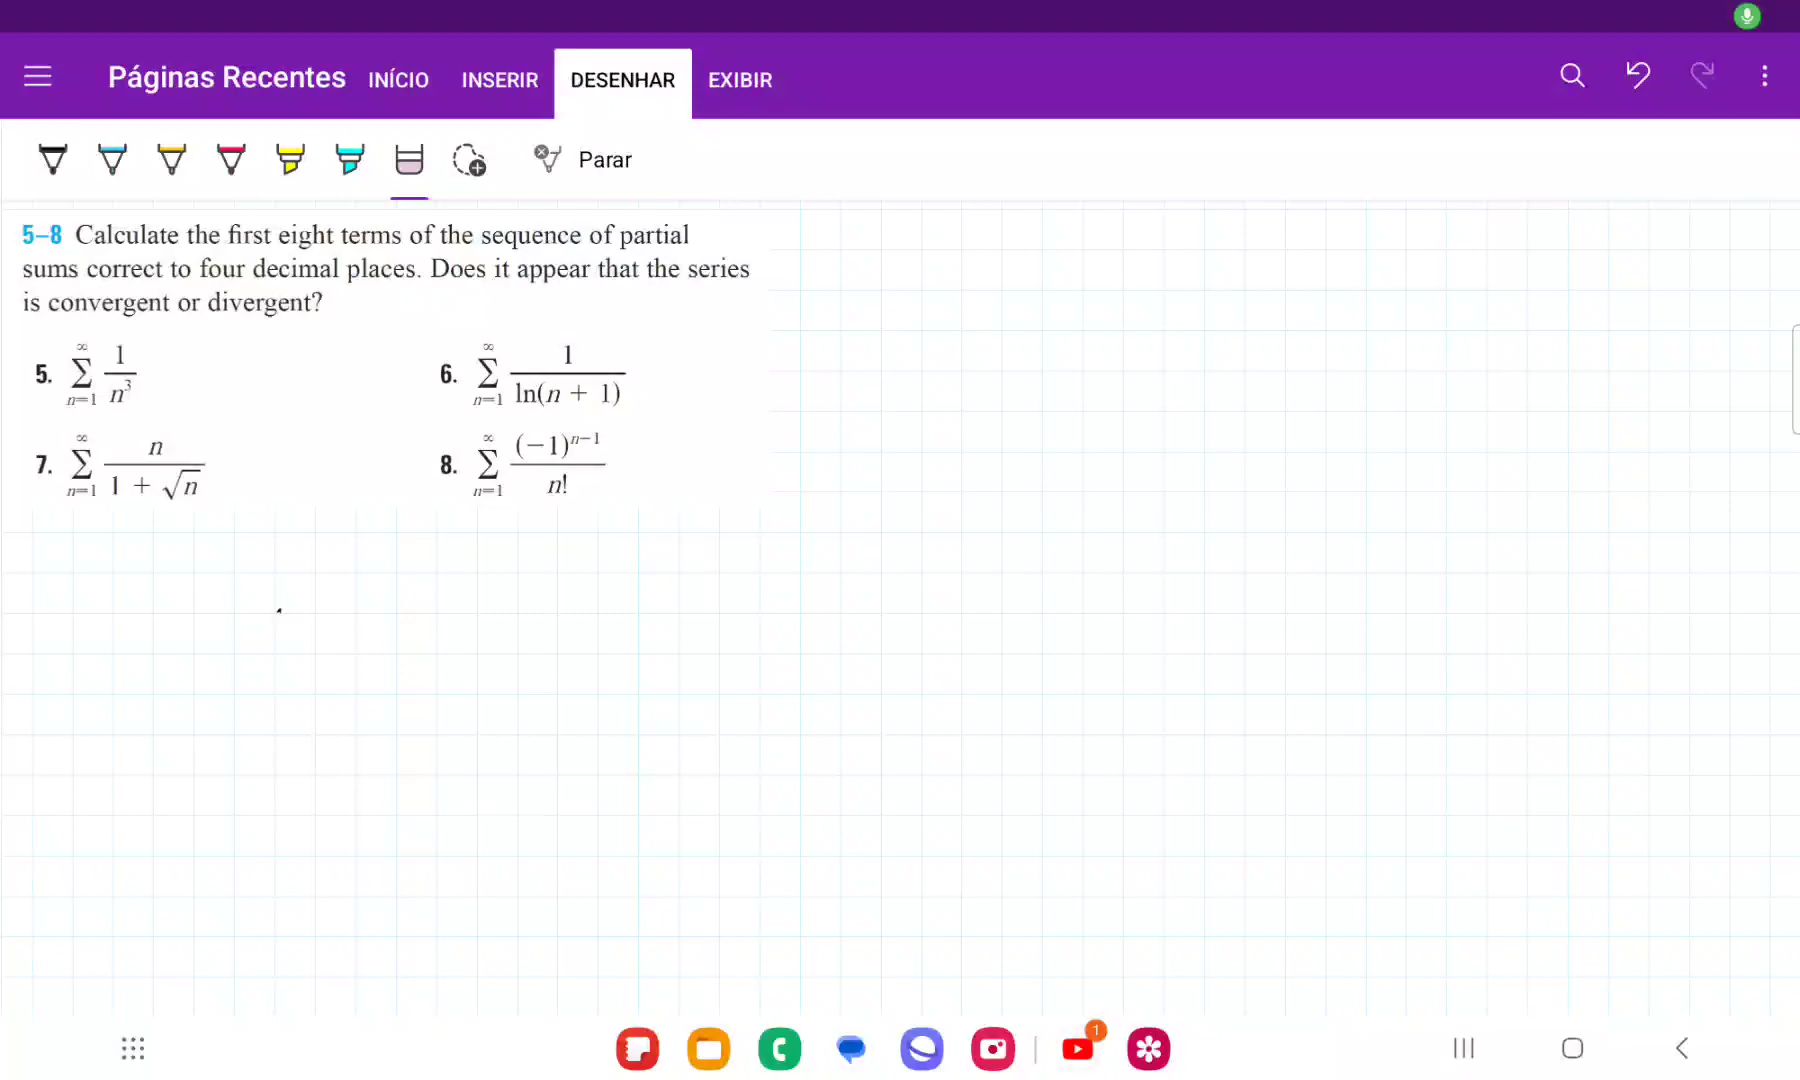 Páginas Recentes INÍCIO INSERIR DESENHAR EXIBIR
Parar
5–8 Calculate the first eight terms of the sequence of partial
sums correct to four decimal places. Does it appear that the series
is convergent or divergent?
5. ∑_{n=1}^{∞} 1/n³
6. ∑_{n=1}^{∞} 1/ln(n + 1)
7. ∑_{n=1}^{∞} n/(1 + √n)
8. ∑_{n=1}^{∞} (−1)^{n−1}/n!
1